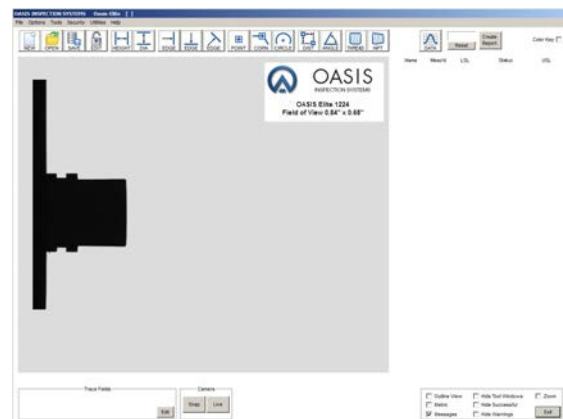 OASIS INSPECTION SYSTEMS Oasis Elite [ ]
File Options Tools Security Utilities Help
NEW OPEN SAVE EDIT HEIGHT DIA EDGE EDGE EDGE POINT CORN CIRCLE DIST ANGLE THREAD NPT DATA Reset Create Report Color Key
Name Meas'd LSL Status USL
OASIS
INSPECTION SYSTEMS
OASIS Elite 1224
Field of View 0.84" x 0.68"
Trace Fields
Edit
Camera
Snap Live
Outline View Hide Tool Windows Zoom
Metric Hide Successful
Messages Hide Warnings Exit